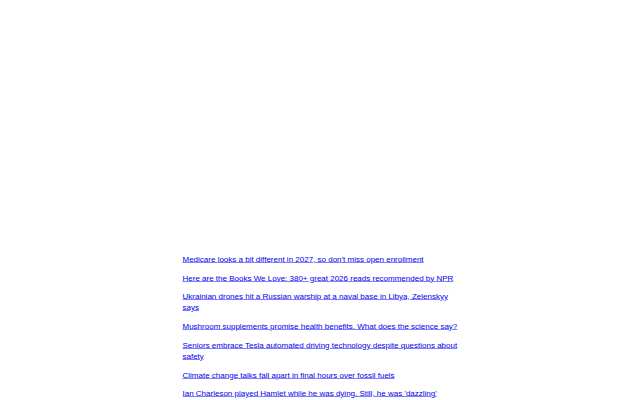 Medicare looks a bit different in 2027, so don't miss open enrollment
Here are the Books We Love: 380+ great 2026 reads recommended by NPR
Ukrainian drones hit a Russian warship at a naval base in Libya, Zelenskyy
says
Mushroom supplements promise health benefits. What does the science say?
Seniors embrace Tesla automated driving technology despite questions about
safety
Climate change talks fall apart in final hours over fossil fuels
Ian Charleson played Hamlet while he was dying. Still, he was 'dazzling'